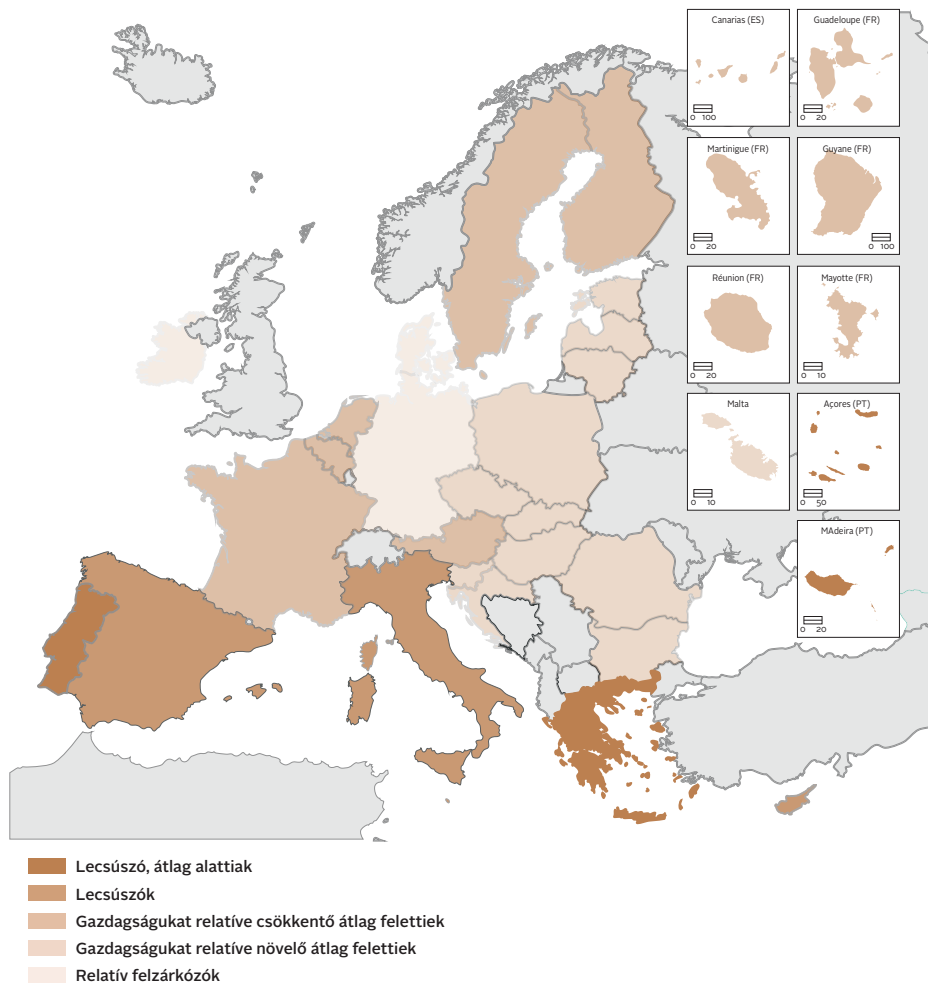 Canarias (ES)
0 100
Guadeloupe (FR)
0 20
Martinigue (FR)
0 20
Guyane (FR)
0 100
Réunion (FR)
0 20
Mayotte (FR)
0 10
Malta
0 10
Açores (PT)
0 50
MAdeira (PT)
0 20
Lecsúszó, átlag alattiak
Lecsúszók
Gazdagságukat relatíve csökkentő átlag felettiek
Gazdagságukat relatíve növelő átlag felettiek
Relatív felzárkózók